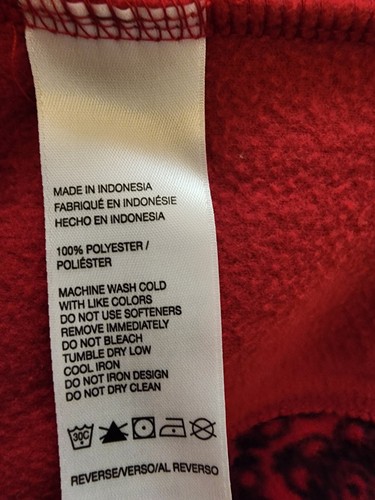 MADE IN INDONESIA
FABRIQUÉ EN INDONÉSIE
HECHO EN INDONESIA
100% POLYESTER /
POLIÉSTER
MACHINE WASH COLD
WITH LIKE COLORS
DO NOT USE SOFTENERS
REMOVE IMMEDIATELY
DO NOT BLEACH
TUMBLE DRY LOW
COOL IRON
DO NOT IRON DESIGN
DO NOT DRY CLEAN
30C
REVERSE/VERSO/AL REVERSO